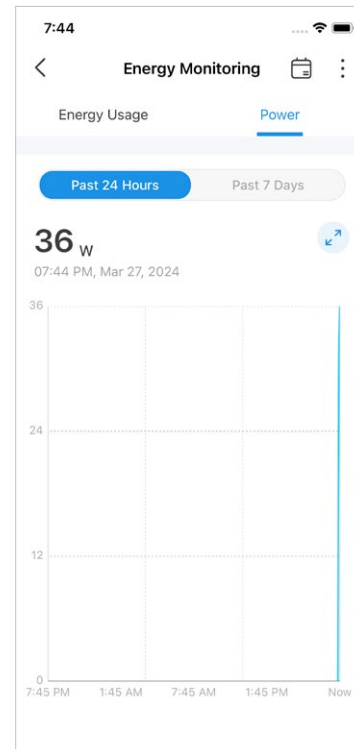 7:44
Energy Monitoring
Energy Usage Power
Past 24 Hours Past 7 Days
36 W
07:44 PM, Mar 27, 2024
36
24
12
0
7:45 PM 1:45 AM 7:45 AM 1:45 PM Now